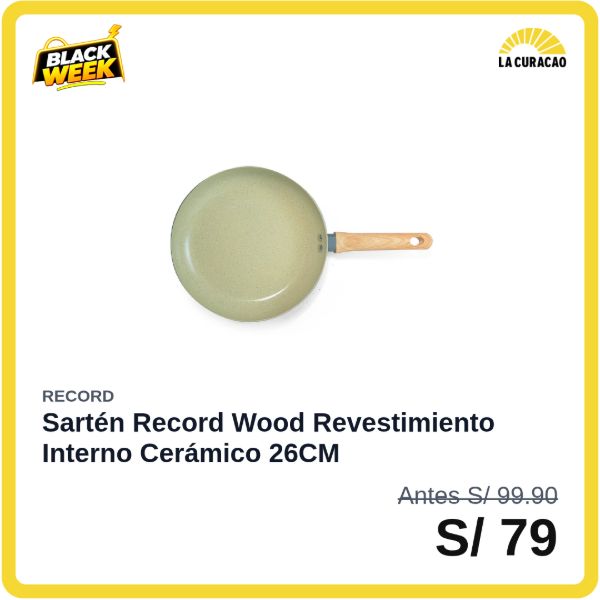 BLACK
WEEK
LA CURACAO
RECORD
Sartén Record Wood Revestimiento
Interno Cerámico 26CM
Antes S/ 99.90
S/ 79